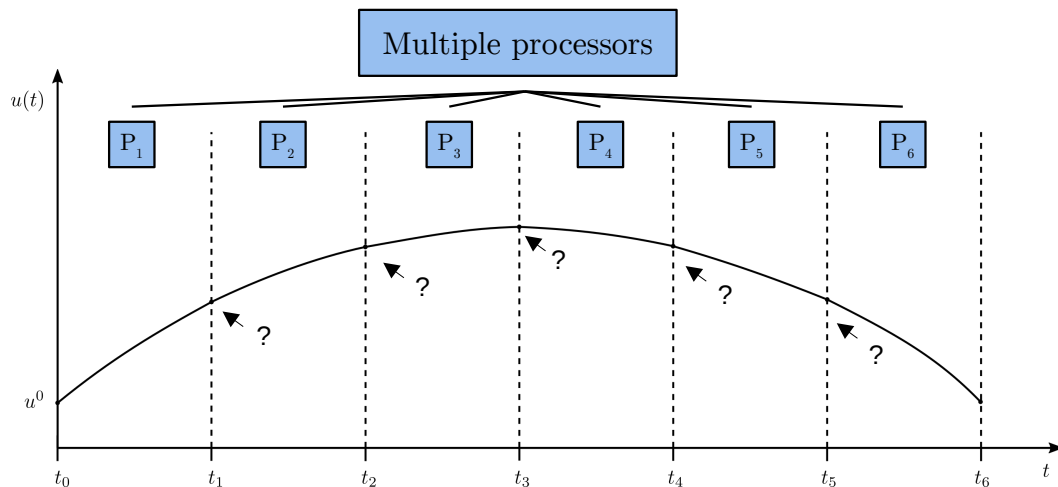 Multiple processors
u(t)
P₁ P₂ P₃ P₄ P₅ P₆
?
?
?
?
?
?
u⁰
t₀ t₁ t₂ t₃ t₄ t₅ t₆ t